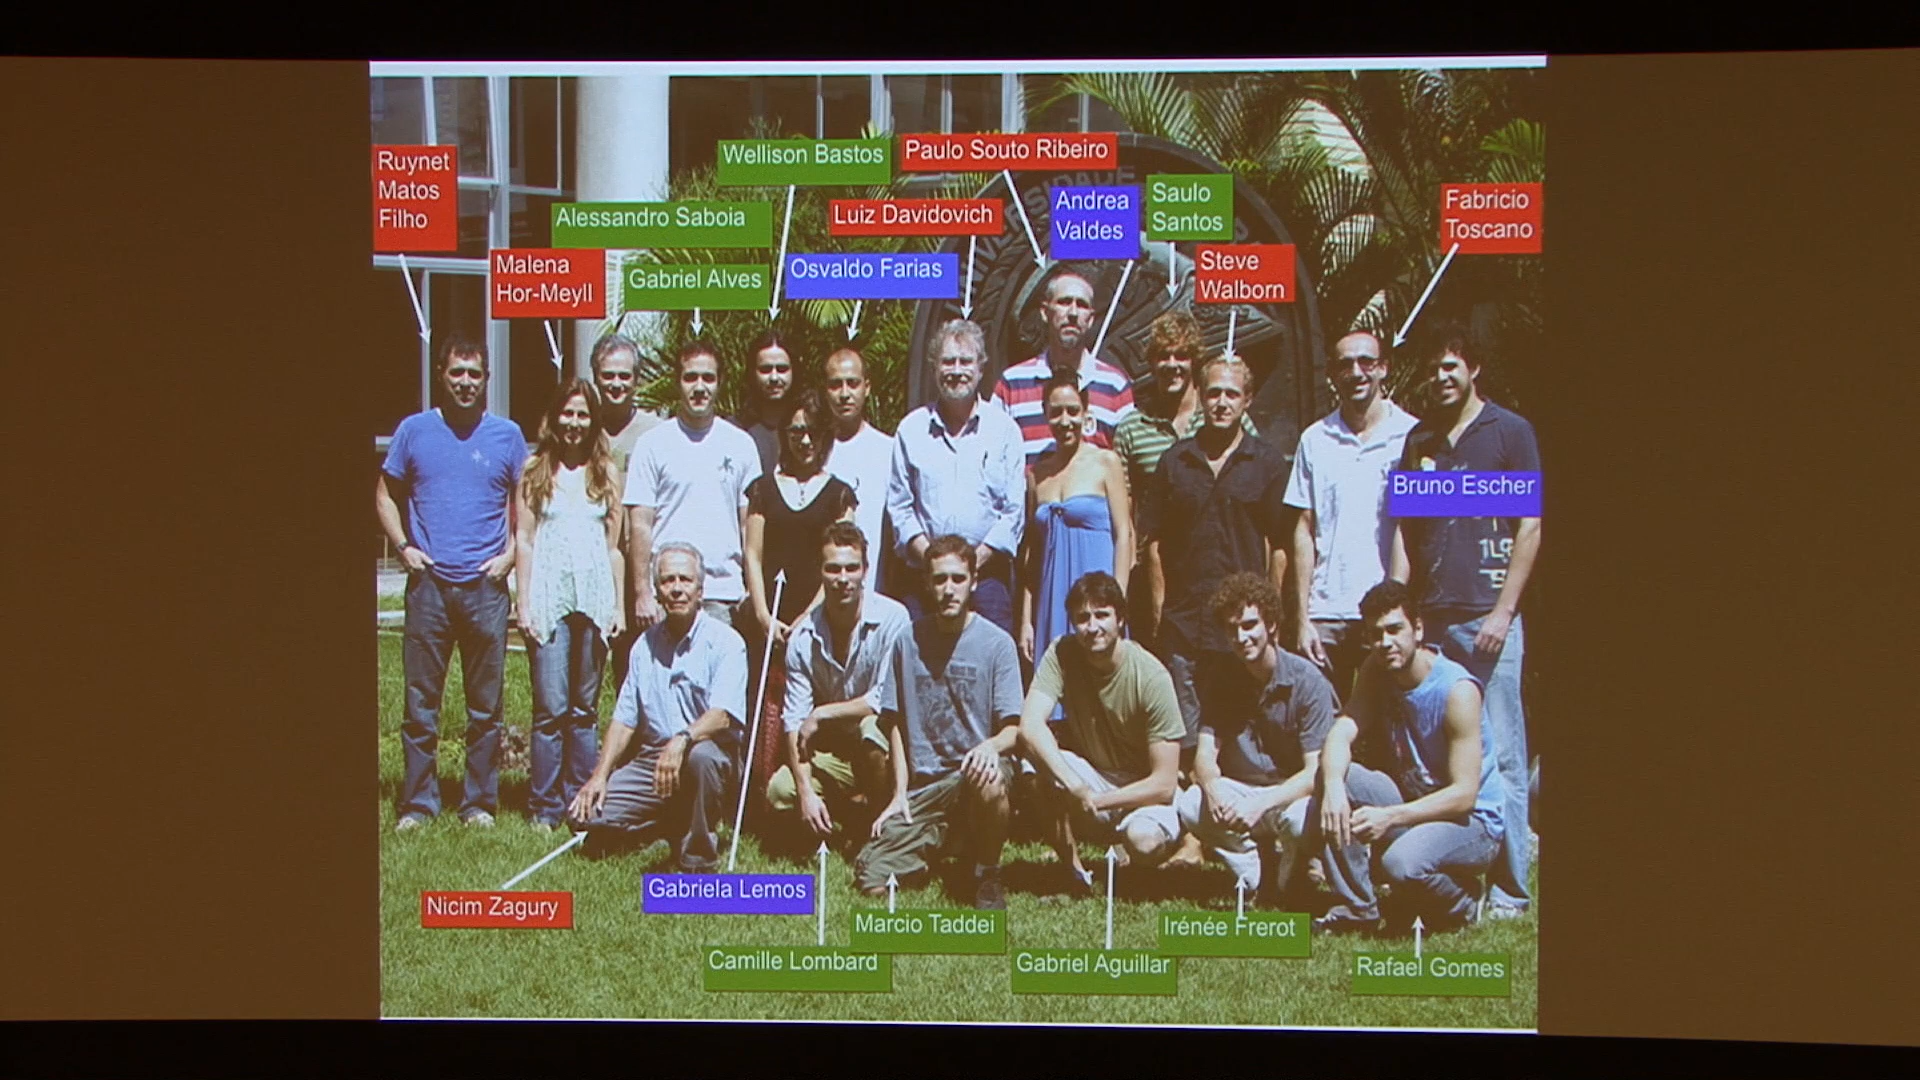 Wellison Bastos
Paulo Souto Ribeiro
Ruynet
Matos
Filho
Alessandro Saboia
Luiz Davidovich
Andrea
Valdes
Saulo
Santos
Fabricio
Toscano
Malena
Hor-Meyll
Gabriel Alves
Osvaldo Farias
Steve
Walborn
UNIVERSIDADE
Bruno Escher
Nicim Zagury
Gabriela Lemos
Marcio Taddei
Irénée Frerot
Camille Lombard
Gabriel Aguillar
Rafael Gomes